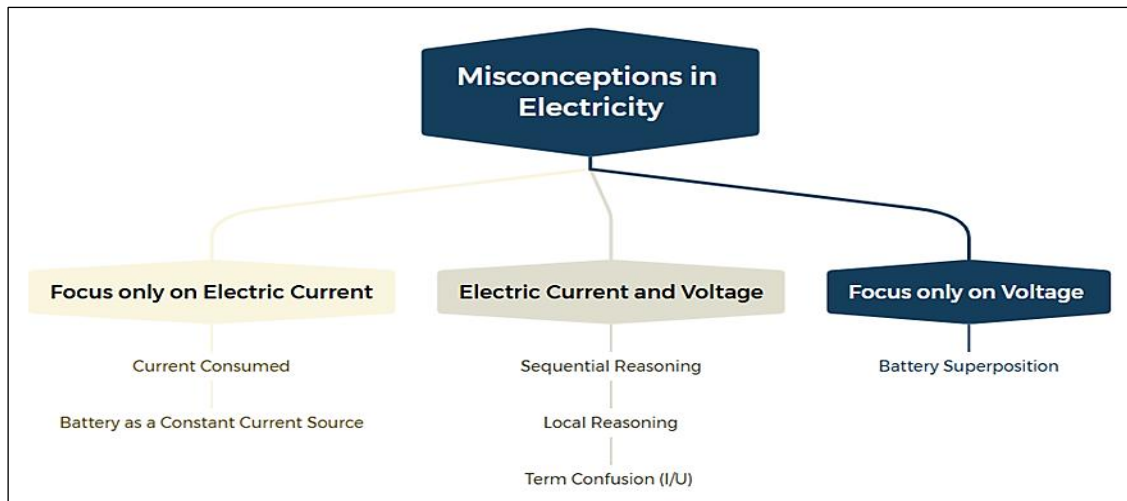 Misconceptions in
Electricity
Focus only on Electric Current
Electric Current and Voltage
Focus only on Voltage
Current Consumed
Sequential Reasoning
Battery Superposition
Battery as a Constant Current Source
Local Reasoning
Term Confusion (I/U)